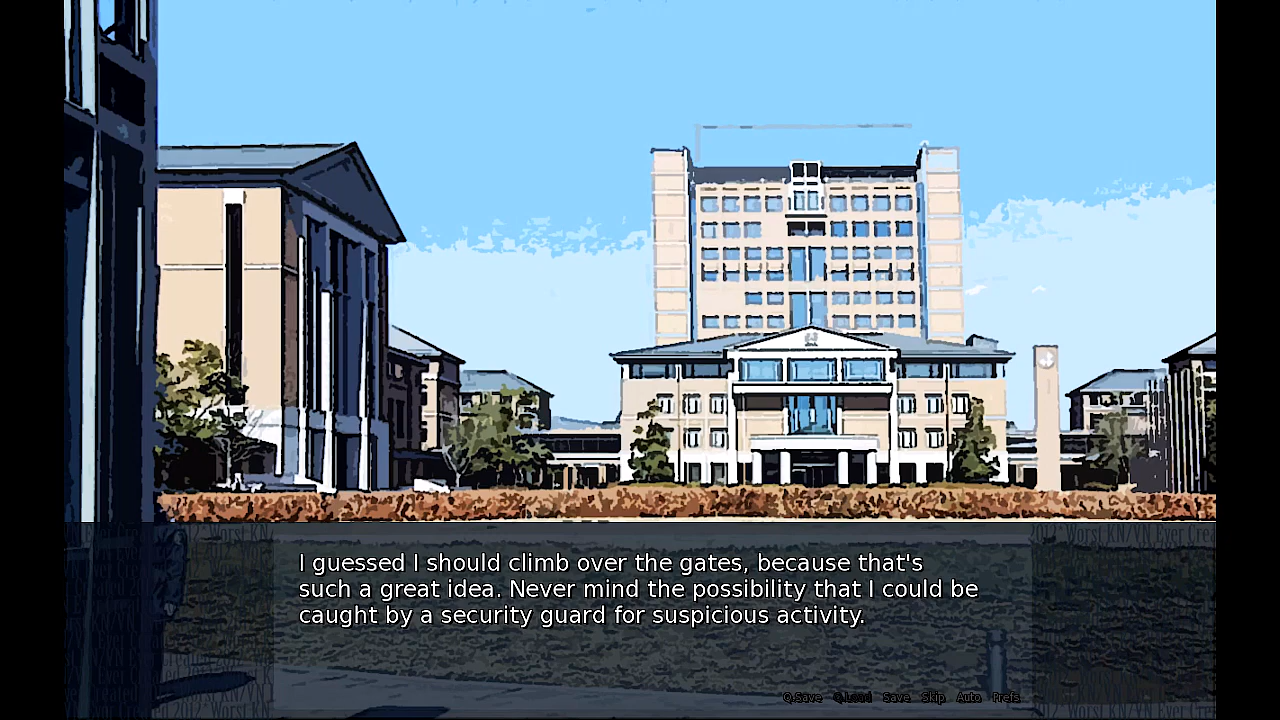 I guessed I should climb over the gates, because that's
such a great idea. Never mind the possibility that I could be
caught by a security guard for suspicious activity.
Q.Save Q.Load Save Skip Auto Prefs